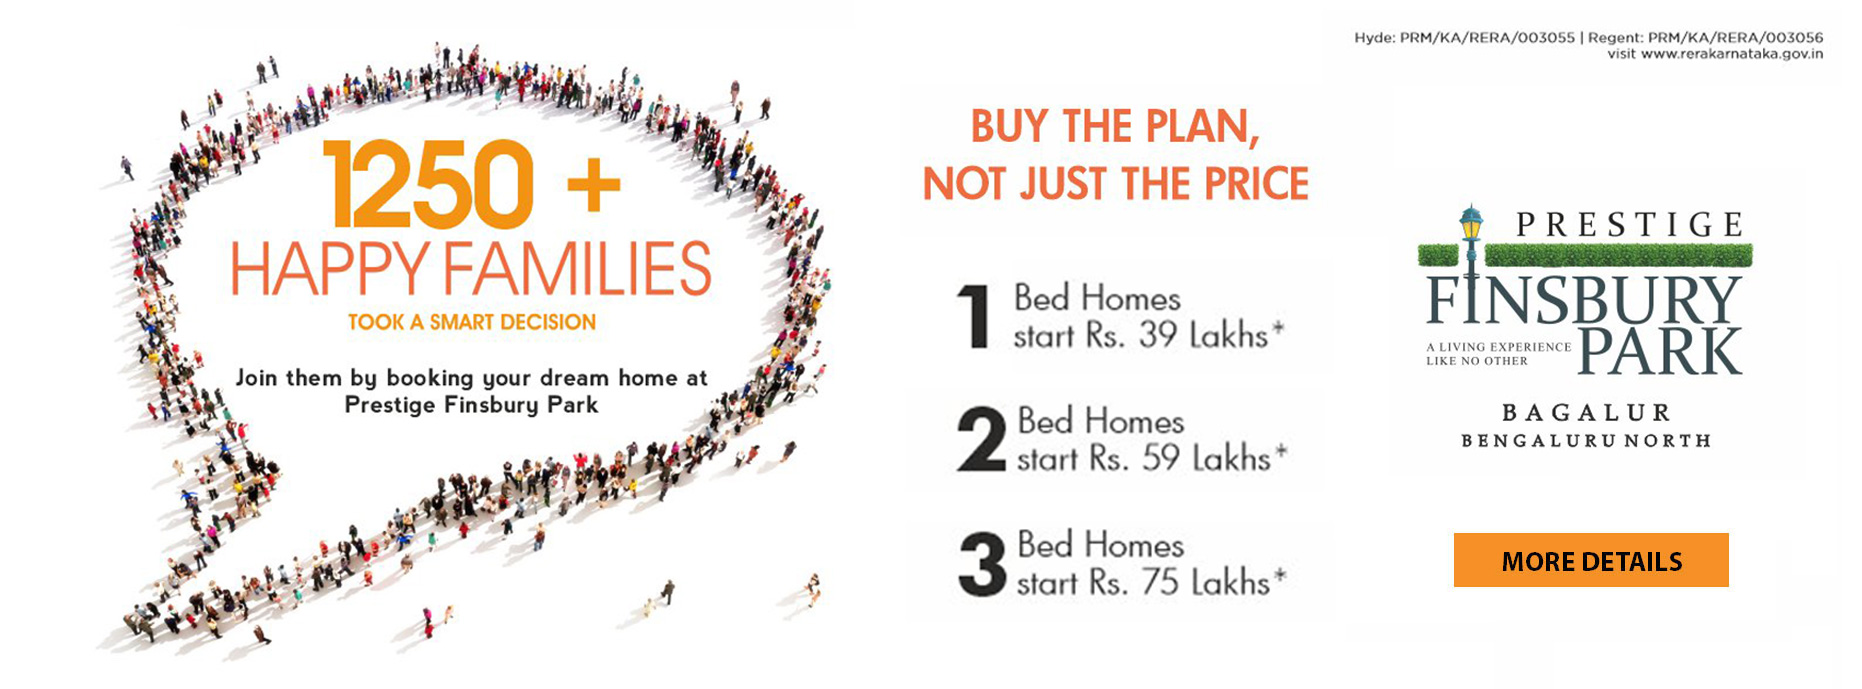 Hyde: PRM/KA/RERA/003055 | Regent: PRM/KA/RERA/003056
visit www.rerakarnataka.gov.in
1250 +
HAPPY FAMILIES
TOOK A SMART DECISION
Join them by booking your dream home at
Prestige Finsbury Park
BUY THE PLAN,
NOT JUST THE PRICE
1 Bed Homes
start Rs. 39 Lakhs*
2 Bed Homes
start Rs. 59 Lakhs*
3 Bed Homes
start Rs. 75 Lakhs*
PRESTIGE
FINSBURY
PARK
A LIVING EXPERIENCE
LIKE NO OTHER
BAGALUR
BENGALURU NORTH
MORE DETAILS